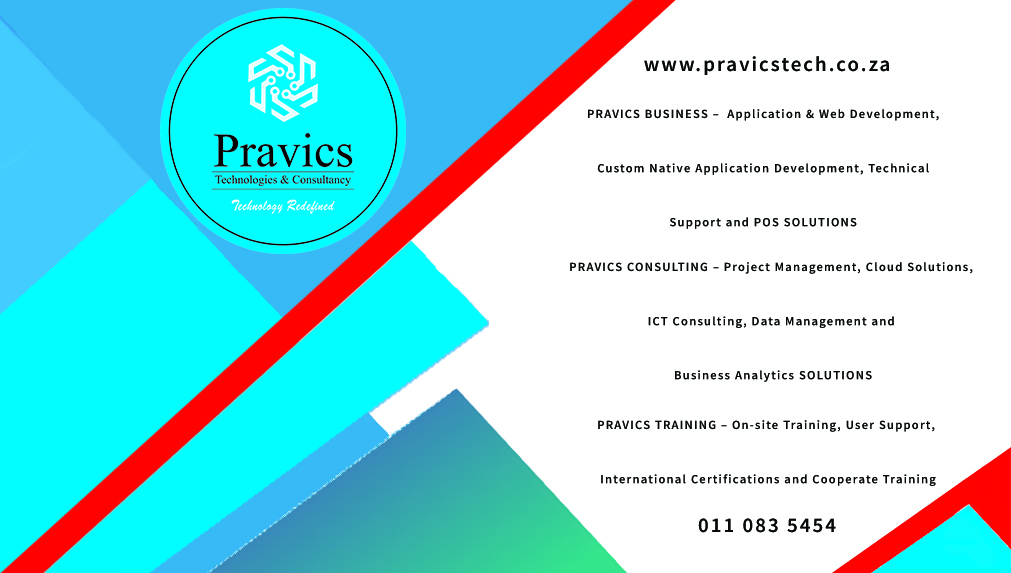 Pravics
Technologies & Consultancy
Technology Redefined
www.pravicstech.co.za
PRAVICS BUSINESS – Application & Web Development,
Custom Native Application Development, Technical
Support and POS SOLUTIONS
PRAVICS CONSULTING – Project Management, Cloud Solutions,
ICT Consulting, Data Management and
Business Analytics SOLUTIONS
PRAVICS TRAINING – On-site Training, User Support,
International Certifications and Cooperate Training
011 083 5454